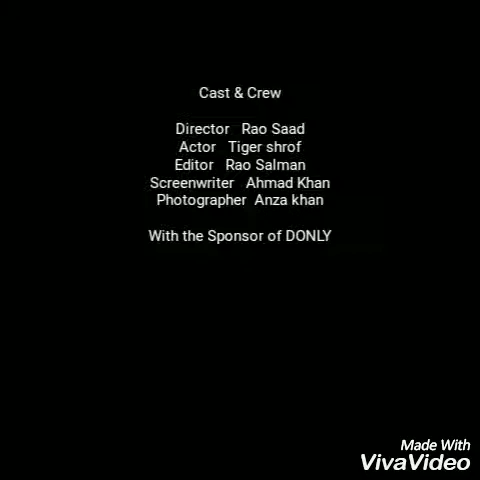 Cast & Crew
Director Rao Saad
Actor Tiger shrof
Editor Rao Salman
Screenwriter Ahmad Khan
Photographer Anza khan
With the Sponsor of DONLY
Made With
VivaVideo